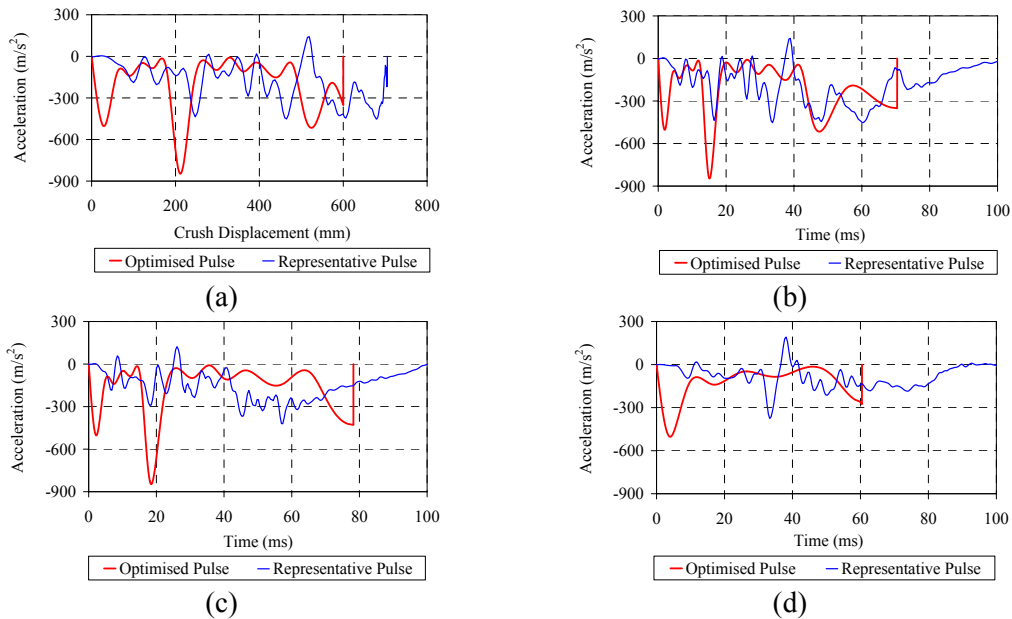 300
0
-300
-600
-900
Acceleration (m/s²)
0 200 400 600 800
Crush Displacement (mm)
Optimised Pulse Representative Pulse
(a)
300
0
-300
-600
-900
Acceleration (m/s²)
0 20 40 60 80 100
Time (ms)
Optimised Pulse Representative Pulse
(b)
300
0
-300
-600
-900
Acceleration (m/s²)
0 20 40 60 80 100
Time (ms)
Optimised Pulse Representative Pulse
(c)
300
0
-300
-600
-900
Acceleration (m/s²)
0 20 40 60 80 100
Time (ms)
Optimised Pulse Representative Pulse
(d)